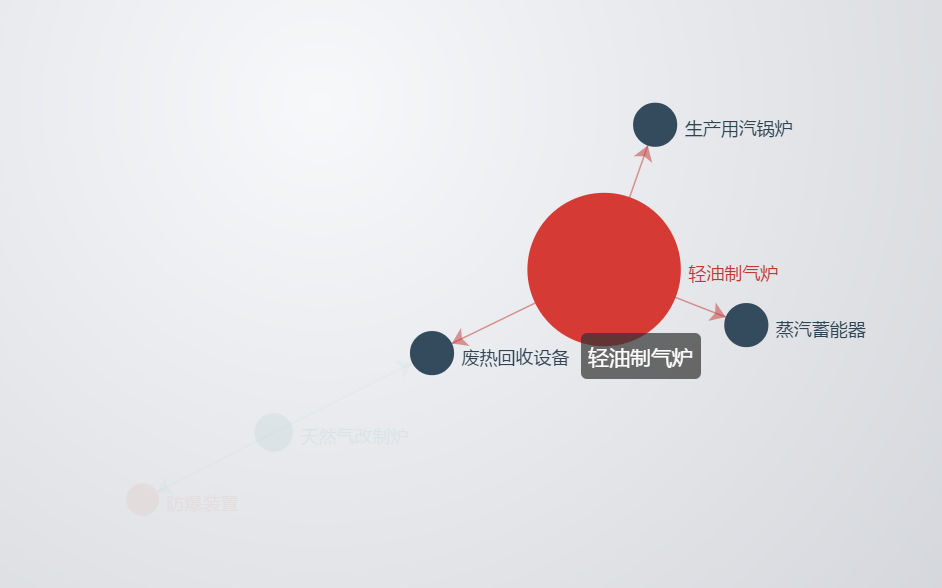 生产用汽锅炉
轻油制气炉
蒸汽蓄能器
废热回收设备
轻油制气炉
天然气改制炉
防爆装置